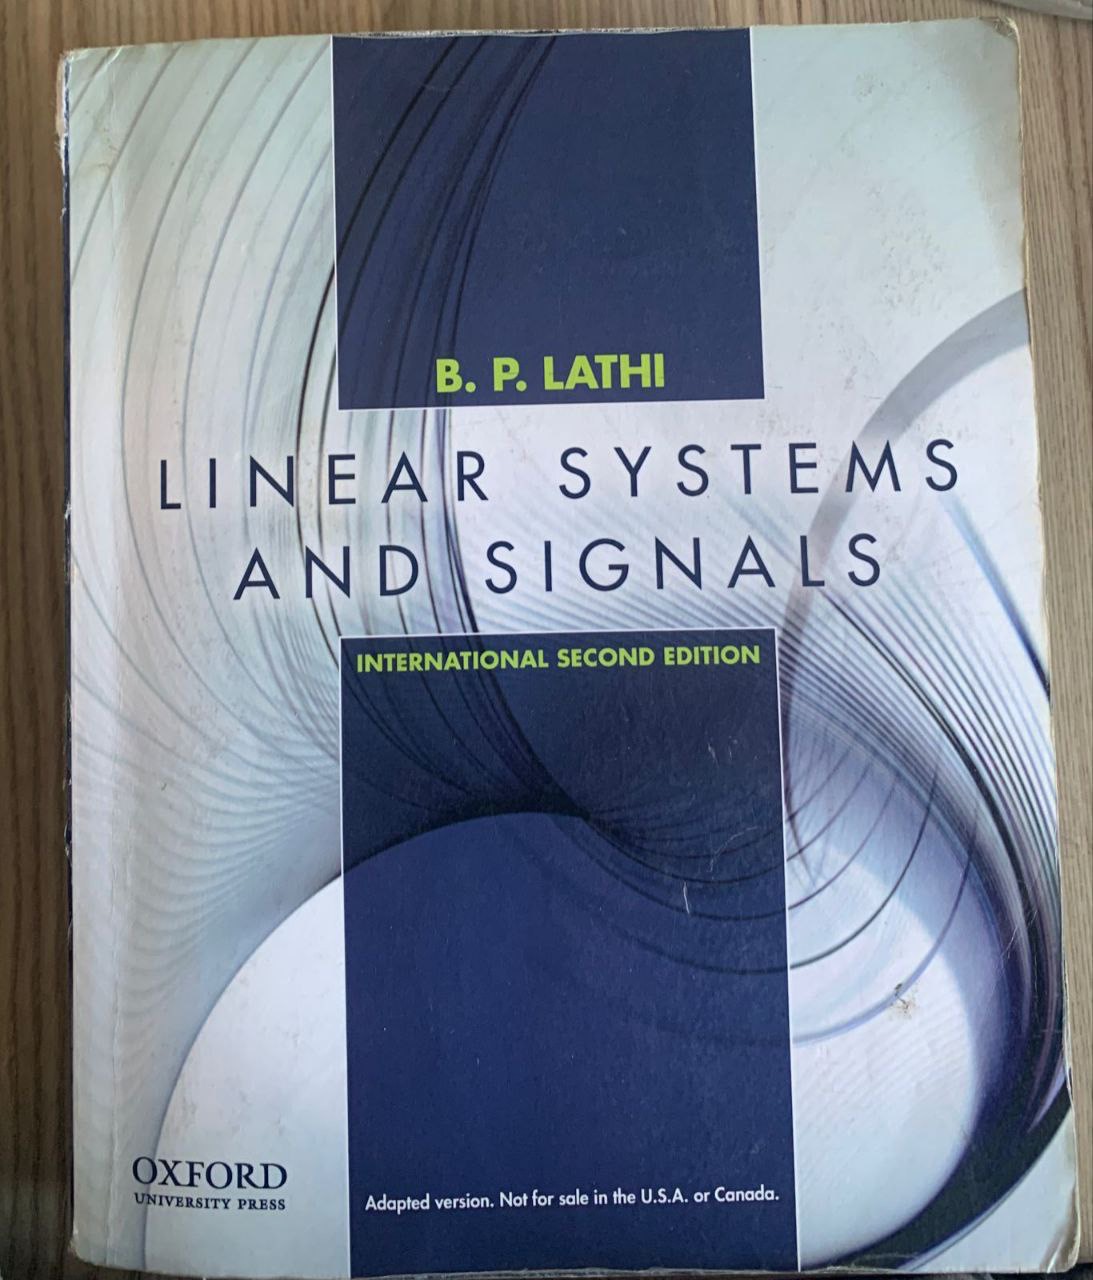 B. P. LATHI
LINEAR SYSTEMS
AND SIGNALS
INTERNATIONAL SECOND EDITION
OXFORD
UNIVERSITY PRESS
Adapted version. Not for sale in the U.S.A. or Canada.